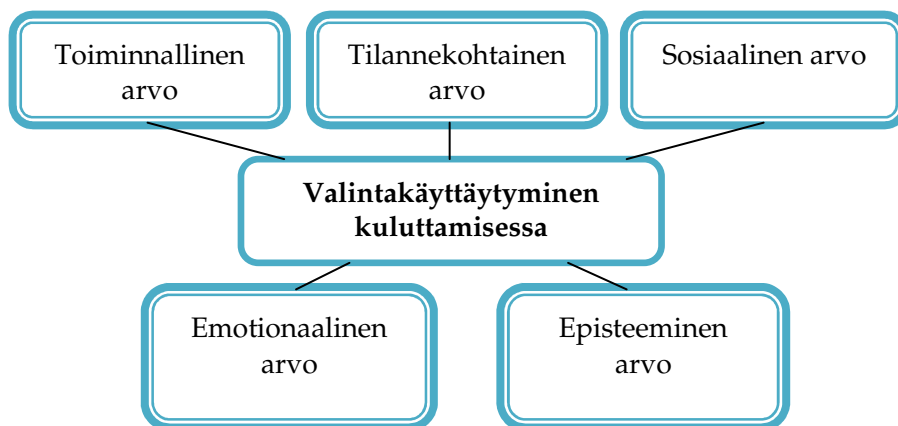 Toiminnallinen
arvo
Tilannekohtainen
arvo
Sosiaalinen arvo
Valintakäyttäytyminen
kuluttamisessa
Emotionaalinen
arvo
Episteeminen
arvo